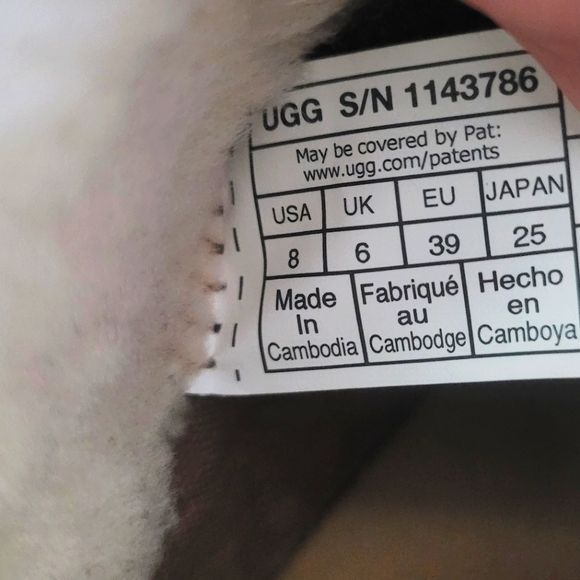 UGG S/N 1143786
May be covered by Pat:
www.ugg.com/patents
USA UK EU JAPAN
8 6 39 25
Made In Cambodia
Fabriqué au Cambodge
Hecho en Camboya